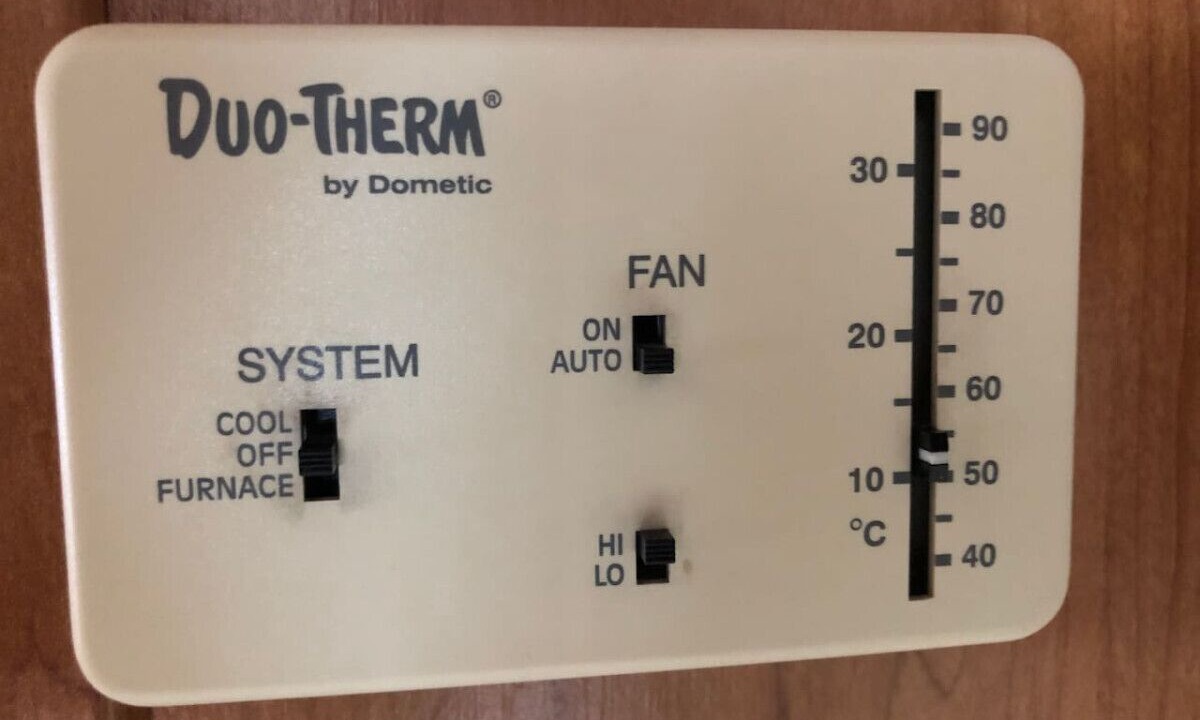 DUO-THERM®
by Dometic
SYSTEM
COOL
OFF
FURNACE
FAN
ON
AUTO
HI
LO
30
20
10
°C
90
80
70
60
50
40